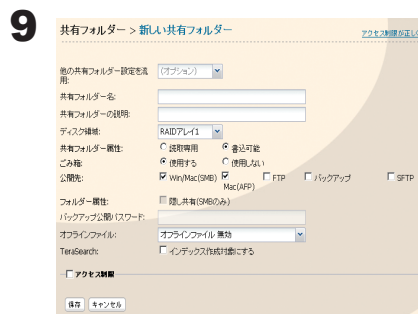 9
共有フォルダー > 新しい共有フォルダー
アクセス制限が正し
他の共有フォルダー設定を流用: (オプション)
共有フォルダー名:
共有フォルダーの説明:
ディスク領域: RAIDアレイ1
共有フォルダー属性: 読取専用 書込可能
ごみ箱: 使用する 使用しない
公開先: Win/Mac(SMB) Mac(AFP) FTP バックアップ SFTP
フォルダー属性: 隠し共有(SMBのみ)
バックアップ公開パスワード:
オフラインファイル: オフラインファイル 無効
TeraSearch: インデックス作成対象にする
アクセス制限
保存 キャンセル